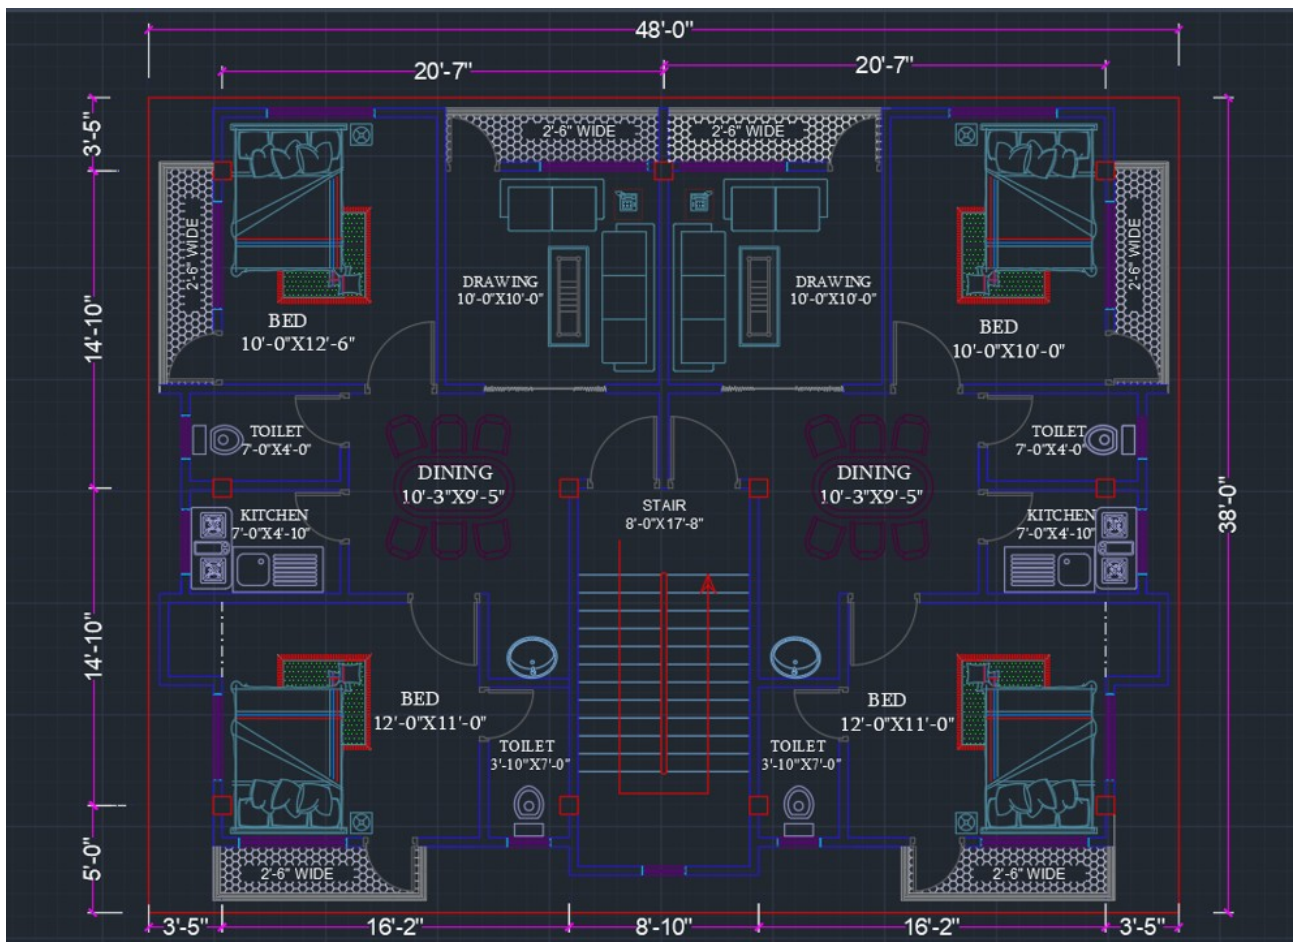 48'-0"
20'-7"
20'-7"
3'-5"
2'-6" WIDE
2'-6" WIDE
2'-6" WIDE
2'-6" WIDE
DRAWING
10'-0"X10'-0"
DRAWING
10'-0"X10'-0"
BED
10'-0"X12'-6"
BED
10'-0"X10'-0"
14'-10"
TOILET
7'-0"X4'-0"
TOILET
7'-0"X4'-0"
DINING
10'-3"X9'-5"
DINING
10'-3"X9'-5"
STAIR
8'-0"X17'-8"
38'-0"
KITCHEN
7'-0"X4'-10"
KITCHEN
7'-0"X4'-10"
14'-10"
BED
12'-0"X11'-0"
BED
12'-0"X11'-0"
TOILET
3'-10"X7'-0"
TOILET
3'-10"X7'-0"
5'-0"
2'-6" WIDE
2'-6" WIDE
3'-5"
16'-2"
8'-10"
16'-2"
3'-5"